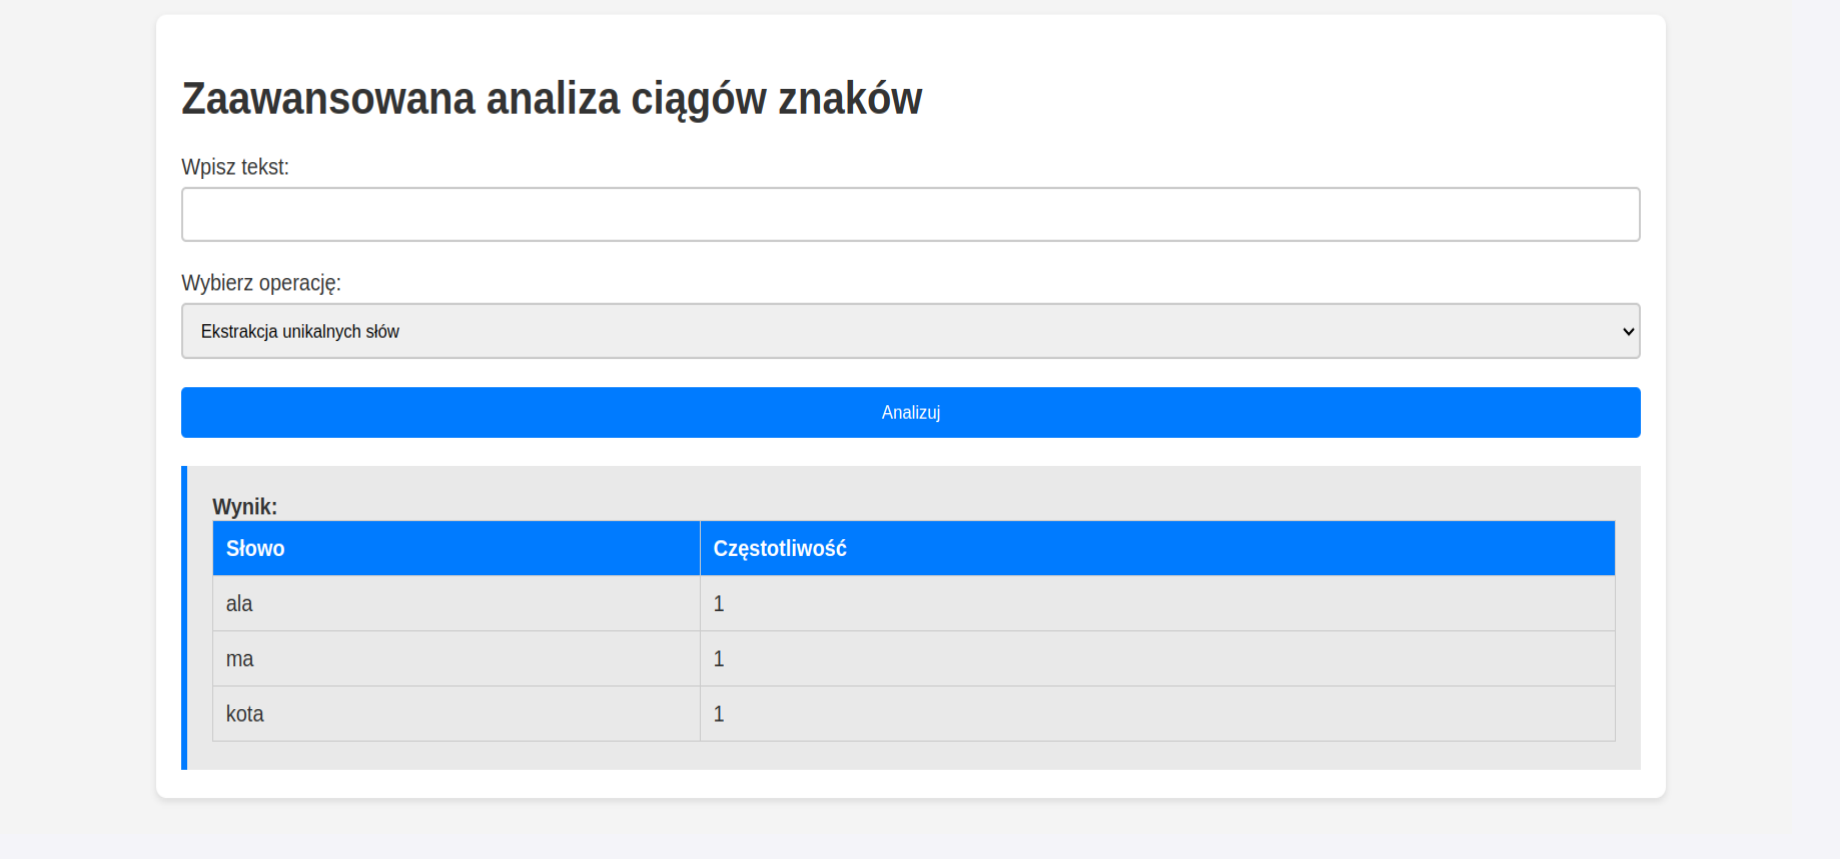 Zaawansowana analiza ciągów znaków
Wpisz tekst:
Wybierz operację:
Ekstrakcja unikalnych słów
Analizuj
Wynik:
Słowo Częstotliwość
ala 1
ma 1
kota 1